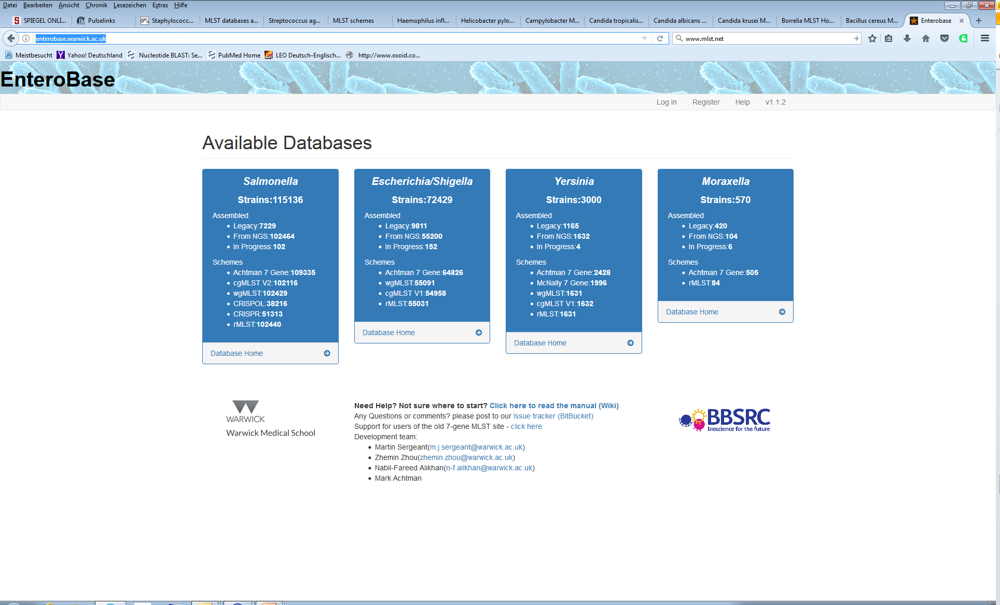 Datei Bearbeiten Ansicht Chronik Lesezeichen Extras Hilfe
SPIEGEL ONLI... Pulselinks Staphylococc... MLST databases a... Streptococcus ag... MLST schemes Haemophilus infl... Helicobacter pylo... Campylobacter M... Candida tropicalis... Candida albicans ... Candida krusei M... Borrelia MLST Ho... Bacillus cereus M... Enterobase
enterobase.warwick.ac.uk www.mlst.net
Meistbesucht Yahoo! Deutschland Nucleotide BLAST: Se... PubMed Home LEO Deutsch-Englisch... http://www.oxoid.co...
EnteroBase
Log In Register Help v1.1.2
Available Databases
Salmonella
Strains:115136
Assembled
Legacy:7229
From NGS:102464
In Progress:102
Schemes
Achtman 7 Gene:109335
cgMLST V2:102116
wgMLST:102429
CRISPOL:38216
CRISPR:51313
rMLST:102440
Database Home
Escherichia/Shigella
Strains:72429
Assembled
Legacy:9811
From NGS:55200
In Progress:152
Schemes
Achtman 7 Gene:64826
wgMLST:55091
cgMLST V1:54958
rMLST:55031
Database Home
Yersinia
Strains:3000
Assembled
Legacy:1165
From NGS:1632
In Progress:4
Schemes
Achtman 7 Gene:2428
McNally 7 Gene:1996
wgMLST:1631
cgMLST V1:1632
rMLST:1631
Database Home
Moraxella
Strains:570
Assembled
Legacy:420
From NGS:104
In Progress:6
Schemes
Achtman 7 Gene:505
rMLST:84
Database Home
WARWICK
Warwick Medical School
Need Help? Not sure where to start? Click here to read the manual (Wiki)
Any Questions or comments? please post to our Issue tracker (BitBucket)
Support for users of the old 7-gene MLST site - click here
Development team:
Martin Sergeant(m.j.sergeant@warwick.ac.uk)
Zhemin Zhou(zhemin.zhou@warwick.ac.uk)
Nabil-Fareed Alikhan(n-f.alikhan@warwick.ac.uk)
Mark Achtman
BBSRC
bioscience for the future